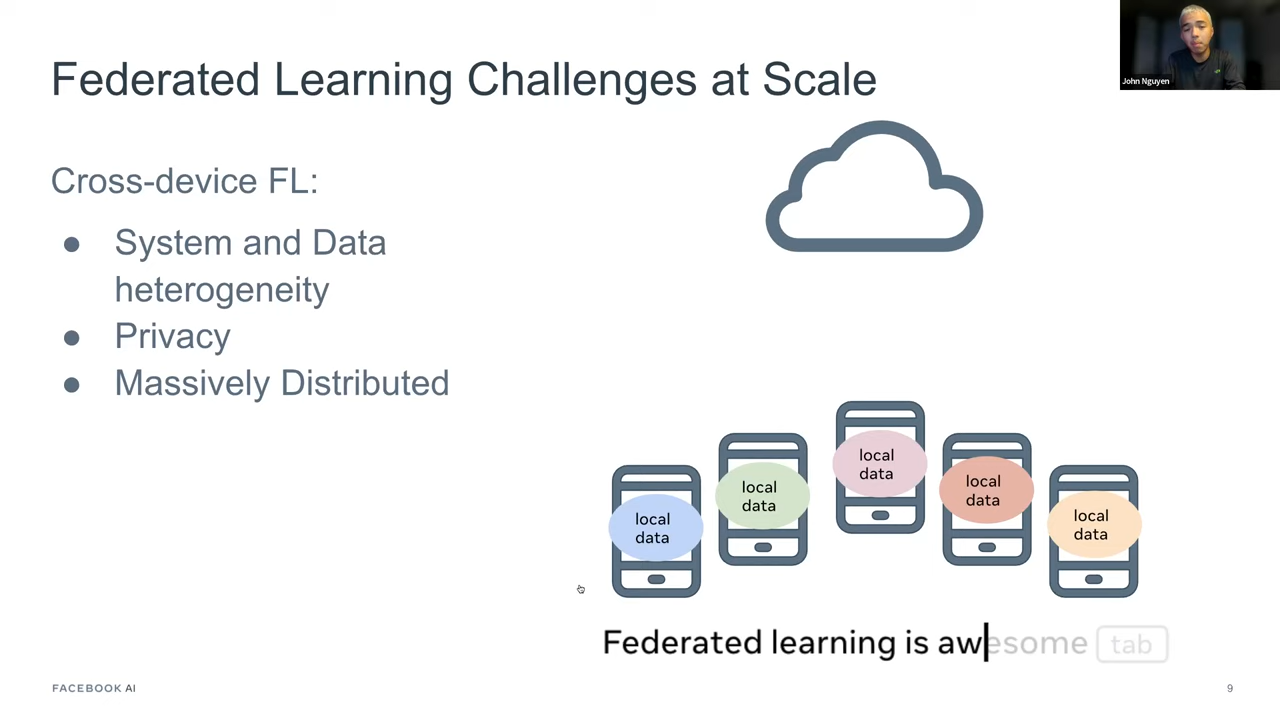 Federated Learning Challenges at Scale
John Nguyen
Cross-device FL:
● System and Data
heterogeneity
● Privacy
● Massively Distributed
local
data
local
data
local
data
local
data
local
data
Federated learning is awesome tab
FACEBOOK AI
9